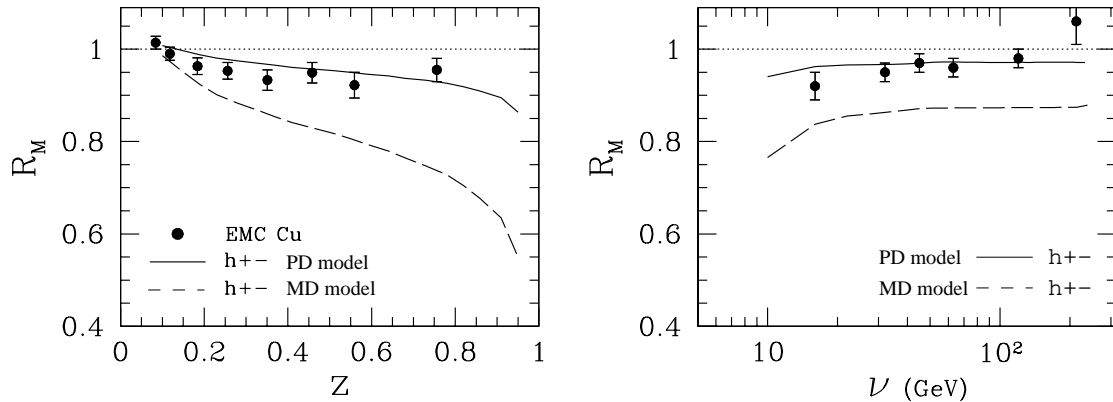 1
0.8
0.6
0.4
R_M
0 0.2 0.4 0.6 0.8 1
Z
EMC Cu
h+- PD model
h+- MD model
1
0.8
0.6
0.4
R_M
10 10²
ν (GeV)
PD model h+-
MD model h+-